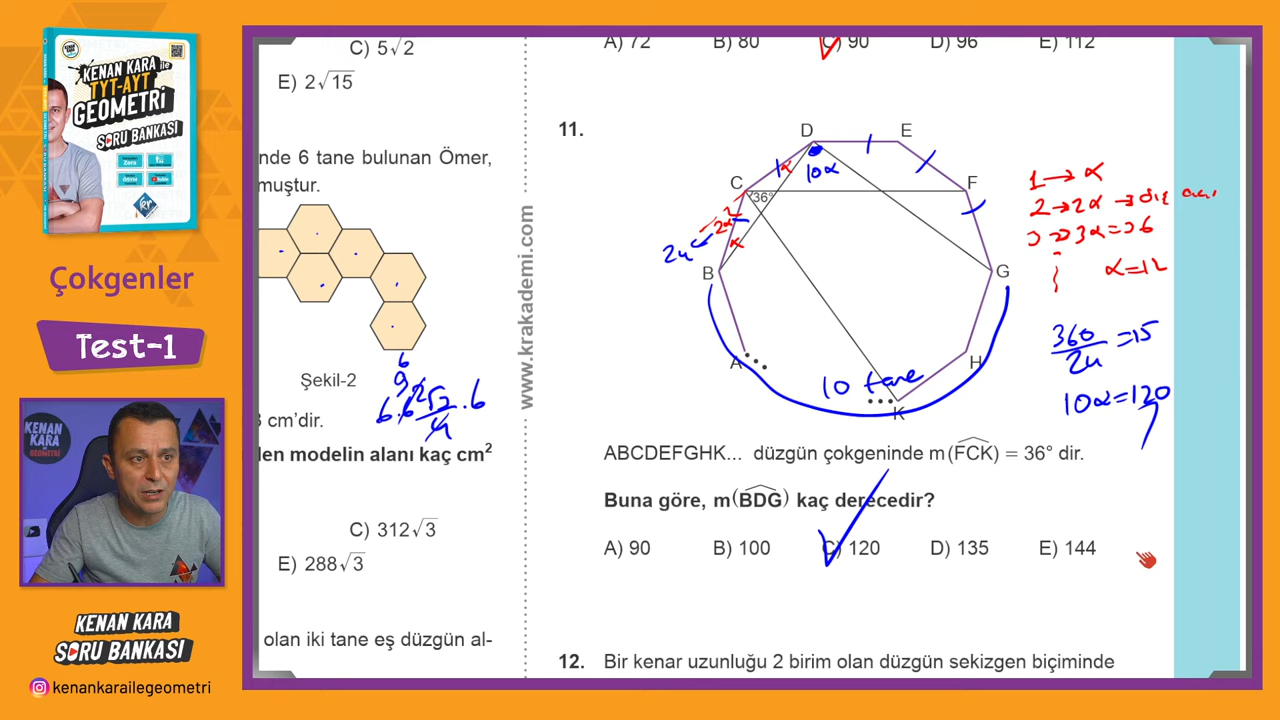 KENAN KARA ile
TYT-AYT
GEOMETRİ
SORU BANKASI
Çokgenler
Test-1
KENAN KARA
SORU BANKASI
kenankarailegeometri
C) 5√2
E) 2√15
nde 6 tane bulunan Ömer,
muştur.
Şekil-2
6
3 cm’dir.
len modelin alanı kaç cm²
C) 312√3
E) 288√3
olan iki tane eş düzgün al-
www.krakademi.com
A) 72 B) 80 C) 90 D) 96 E) 112
11.
D E
C F
36°
B G
A H
K
α
10α
2α
α
10 tane
1 → α
2 → 2α → dış açı
3 → 3α = 36
α = 12
360/24 = 15
10α = 120
ABCDEFGHK... düzgün çokgeninde m(FCK) = 36° dir.
Buna göre, m(BDG) kaç derecedir?
A) 90 B) 100 C) 120 D) 135 E) 144
12. Bir kenar uzunluğu 2 birim olan düzgün sekizgen biçiminde